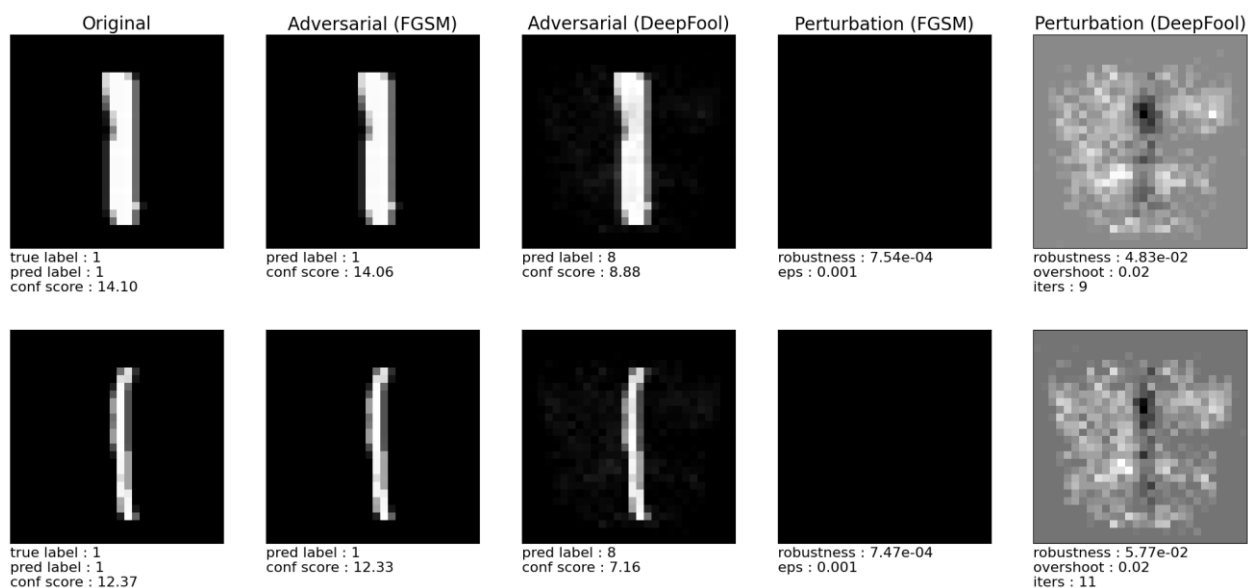 Original
Adversarial (FGSM)
Adversarial (DeepFool)
Perturbation (FGSM)
Perturbation (DeepFool)
true label : 1
pred label : 1
conf score : 14.10
pred label : 1
conf score : 14.06
pred label : 8
conf score : 8.88
robustness : 7.54e-04
eps : 0.001
robustness : 4.83e-02
overshoot : 0.02
iters : 9
true label : 1
pred label : 1
conf score : 12.37
pred label : 1
conf score : 12.33
pred label : 8
conf score : 7.16
robustness : 7.47e-04
eps : 0.001
robustness : 5.77e-02
overshoot : 0.02
iters : 11